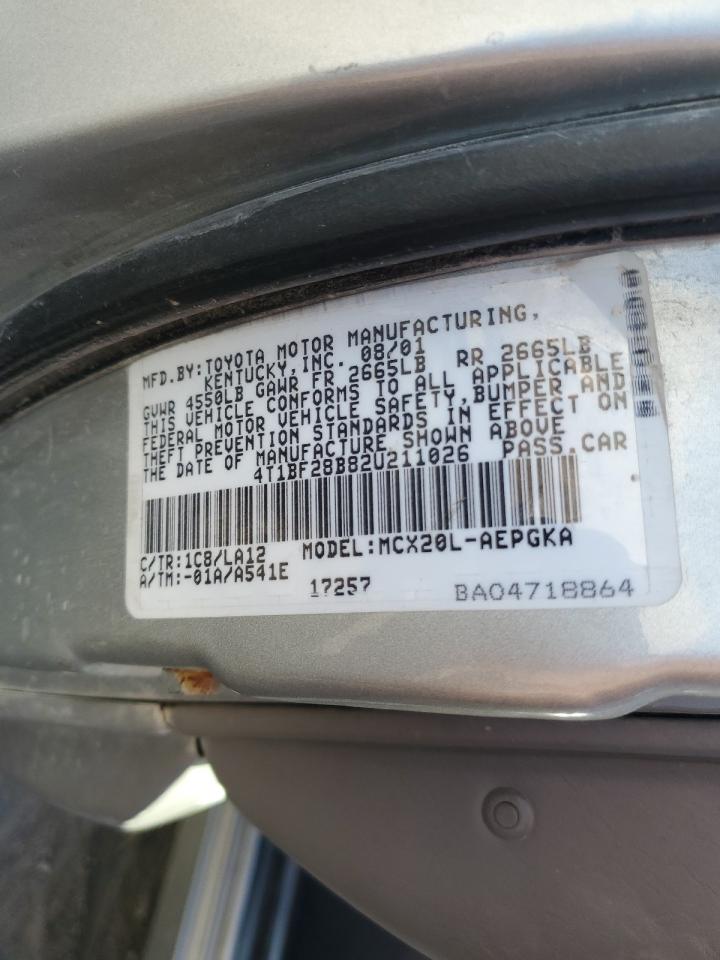 MFD.BY:TOYOTA MOTOR MANUFACTURING,
KENTUCKY,INC. 08/01
GVWR 4550LB GAWR FR 2665LB RR 2665LB
THIS VEHICLE CONFORMS TO ALL APPLICABLE
FEDERAL MOTOR VEHICLE SAFETY,BUMPER AND
THEFT PREVENTION STANDARDS IN EFFECT ON
THE DATE OF MANUFACTURE SHOWN ABOVE
4T1BF28B82U211026 PASS.CAR
C/TR:1C8/LA12 MODEL:MCX20L-AEPGKA
A/TM:-01A/A541E 17257 BA04718864